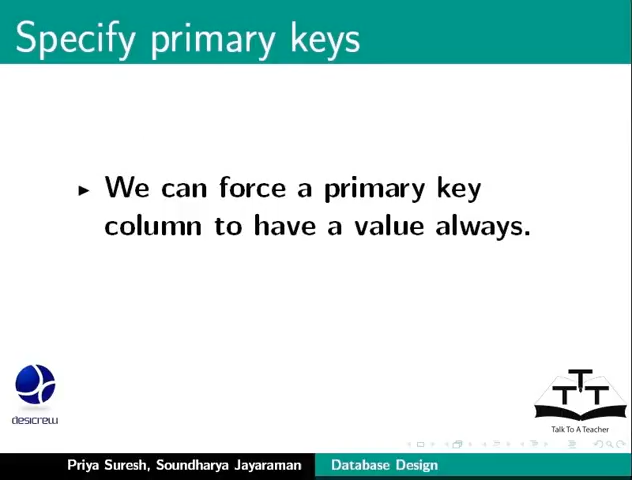 Specify primary keys
We can force a primary key
column to have a value always.
desicrew
T
T T
Talk To A Teacher
Priya Suresh, Soundharya Jayaraman Database Design